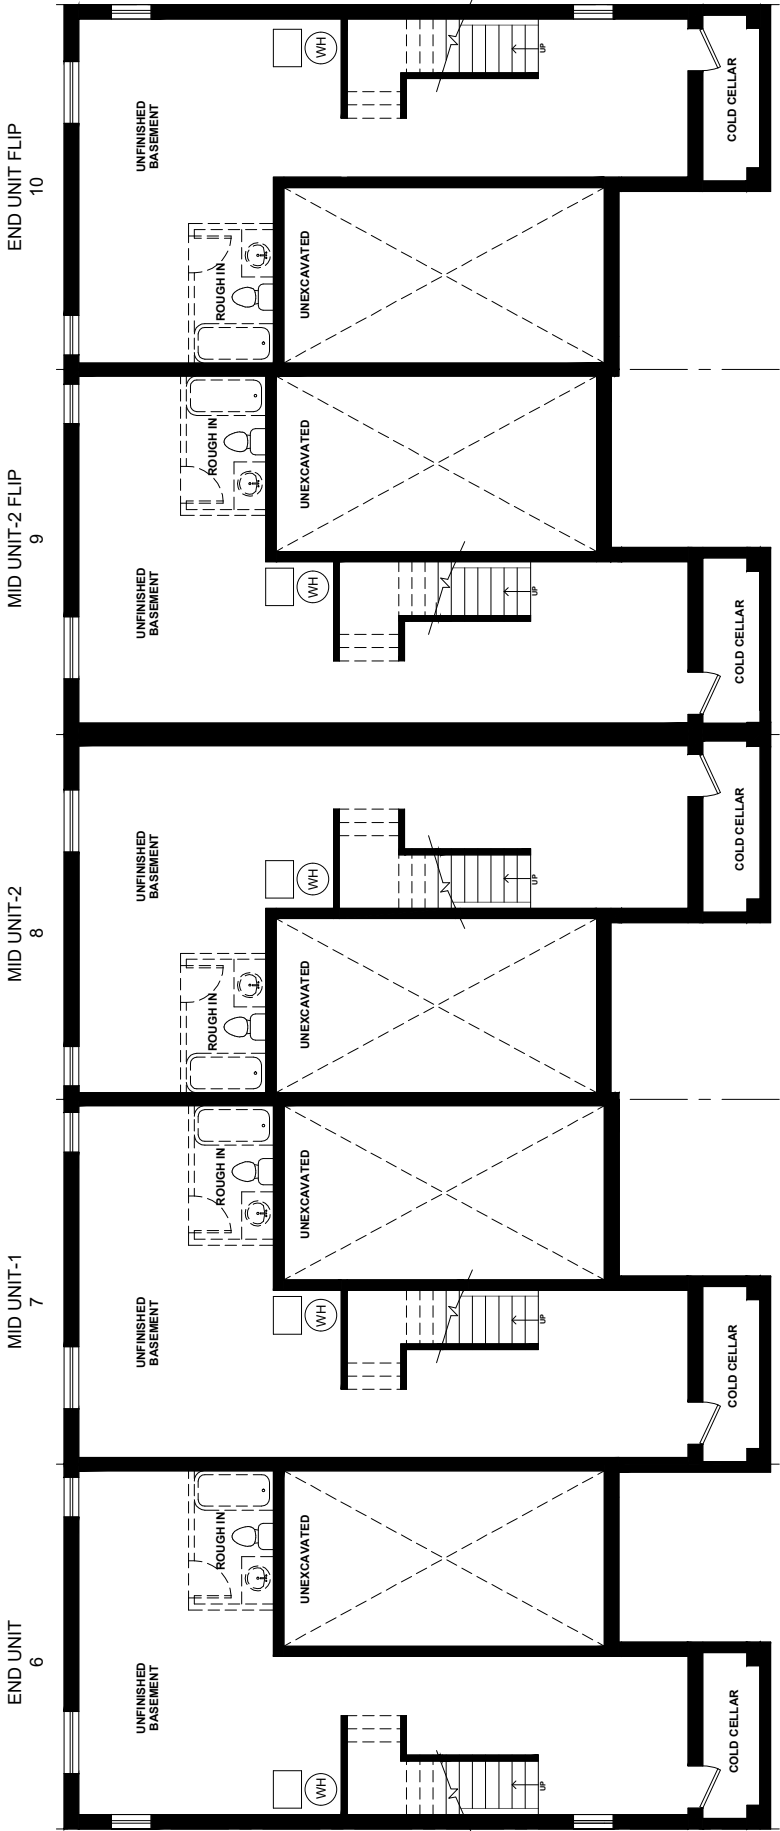 END UNIT FLIP
10
UNFINISHED
BASEMENT
WH
UP
COLD CELLAR
ROUGH IN
UNEXCAVATED
MID UNIT-2 FLIP
9
UNFINISHED
BASEMENT
ROUGH IN
UNEXCAVATED
WH
UP
COLD CELLAR
MID UNIT-2
8
UNFINISHED
BASEMENT
WH
UP
COLD CELLAR
ROUGH IN
UNEXCAVATED
MID UNIT-1
7
UNFINISHED
BASEMENT
ROUGH IN
UNEXCAVATED
WH
UP
COLD CELLAR
END UNIT
6
UNFINISHED
BASEMENT
ROUGH IN
UNEXCAVATED
WH
UP
COLD CELLAR